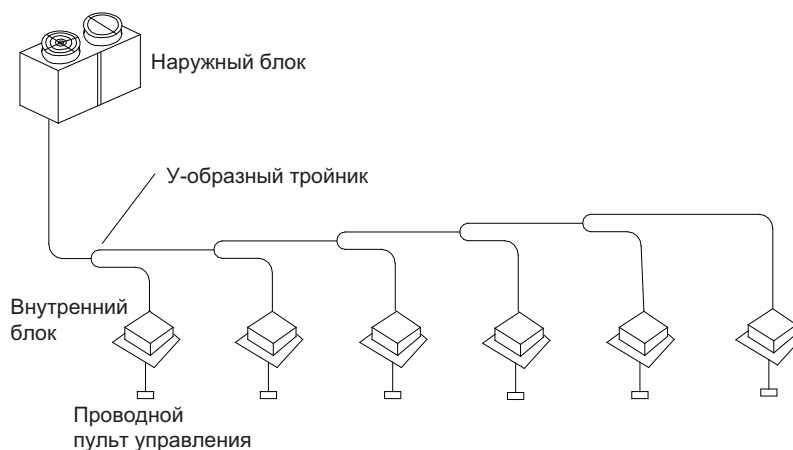 Наружный блок
У-образный тройник
Внутренний
блок
Проводной
пульт управления